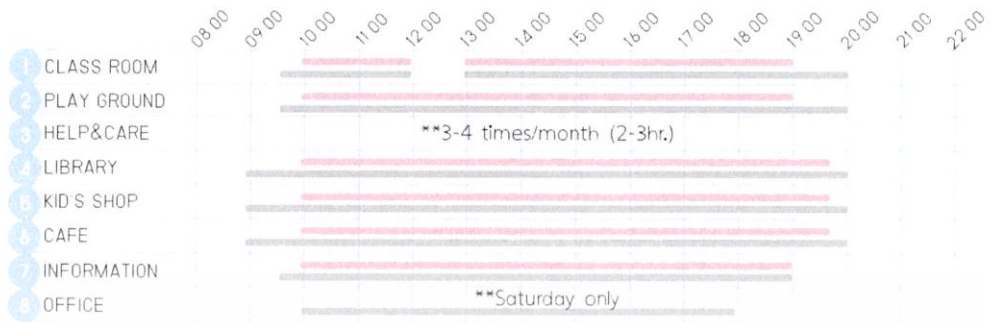 08 00 09 00 10 00 11 00 12 00 13 00 14 00 15 00 16 00 17 00 18 00 19 00 20 00 21 00 22 00
1 CLASS ROOM
2 PLAY GROUND
3 HELP&CARE **3-4 times/month (2-3hr.)
4 LIBRARY
5 KID'S SHOP
6 CAFE
7 INFORMATION
8 OFFICE **Saturday only